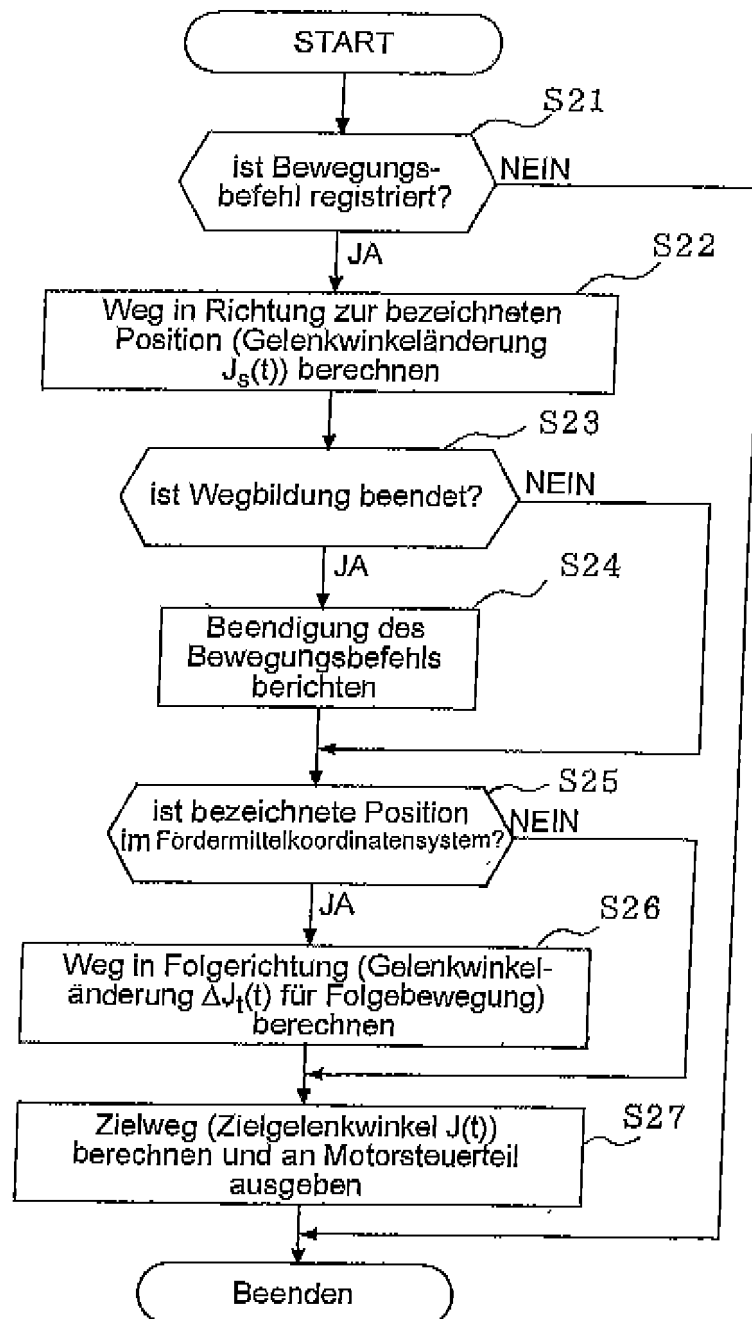 START
S21
ist Bewegungs-
befehl registriert?
NEIN
JA
S22
Weg in Richtung zur bezeichneten
Position (Gelenkwinkeländerung
Js(t)) berechnen
S23
ist Wegbildung beendet?
NEIN
JA
S24
Beendigung des
Bewegungsbefehls
berichten
S25
ist bezeichnete Position
im Fördermittelkoordinatensystem?
NEIN
JA
S26
Weg in Folgerichtung (Gelenkwinkel-
änderung ΔJt(t) für Folgebewegung)
berechnen
S27
Zielweg (Zielgelenkwinkel J(t))
berechnen und an Motorsteuerteil
ausgeben
Beenden